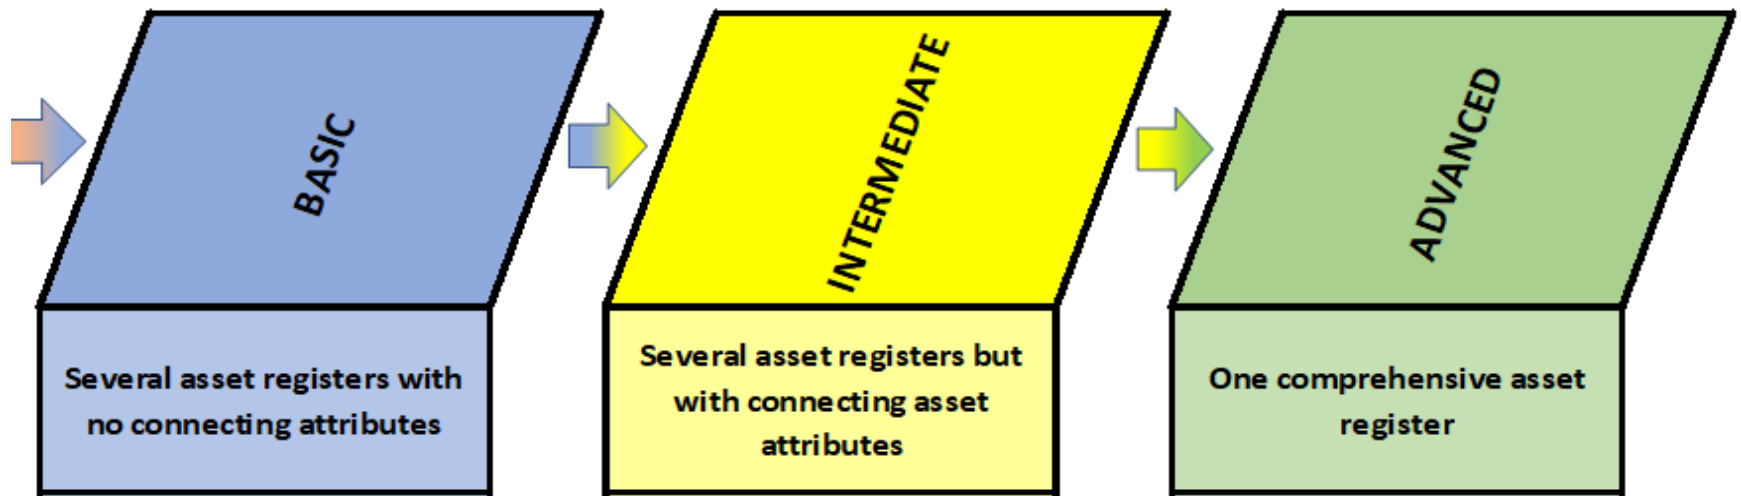 BASIC
Several asset registers with
no connecting attributes
INTERMEDIATE
Several asset registers but
with connecting asset
attributes
ADVANCED
One comprehensive asset
register